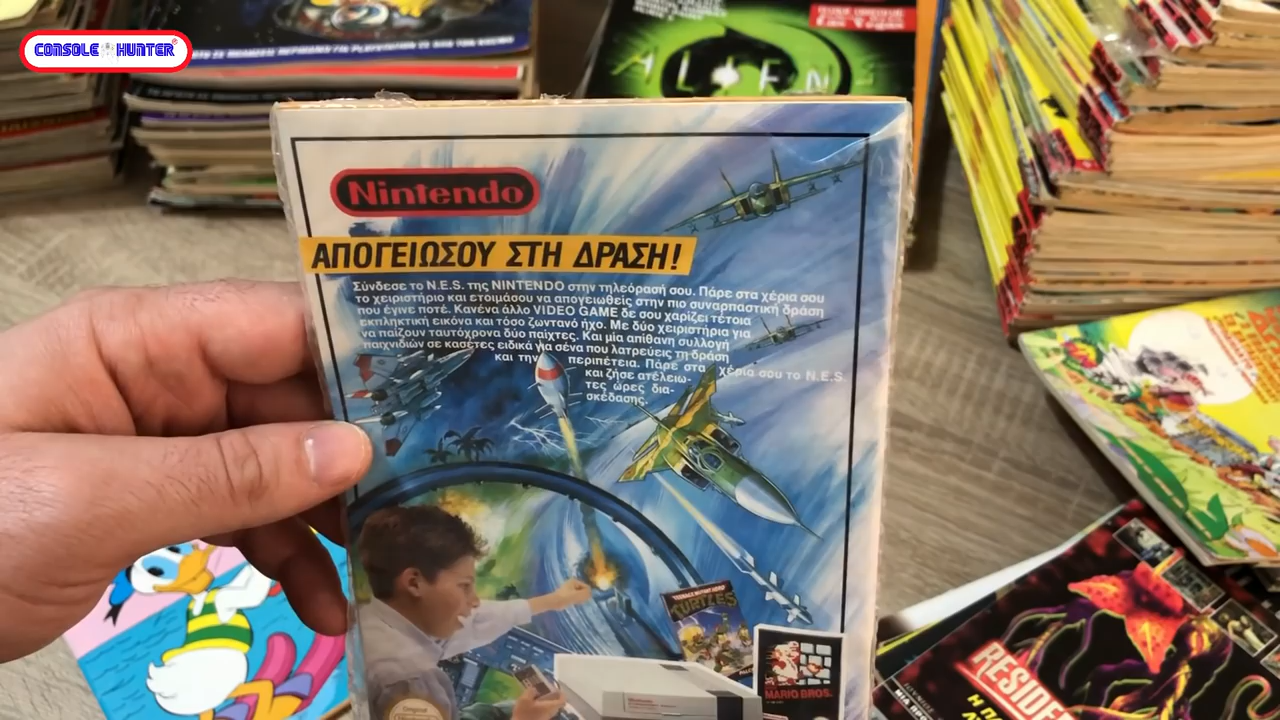 CONSOLE HUNTER
ALIENS
Nintendo
ΑΠΟΓΕΙΩΣΟΥ ΣΤΗ ΔΡΑΣΗ!
Σύνδεσε το N.E.S. της NINTENDO στην τηλεόρασή σου. Πάρε στα χέρια σου
το χειριστήριο και ετοιμάσου να απογειωθείς στην πιο συναρπαστική δράση
που έγινε ποτέ. Κανένα άλλο VIDEO GAME δε σου χαρίζει τέτοια
εκπληκτική εικόνα και τόσο ζωντανό ήχο. Με δύο χειριστήρια για
να παίζουν ταυτόχρονα δύο παίχτες. Και μία απίθανη συλλογή
παιχνιδιών σε κασέτες ειδικά για σένα που λατρεύεις τη δράση
και την περιπέτεια. Πάρε στα χέρια σου το N.E.S.
και ζήσε ατέλειω-
τες ώρες δια-
σκέδασης.
TURTLES
MARIO BROS.
RESIDE